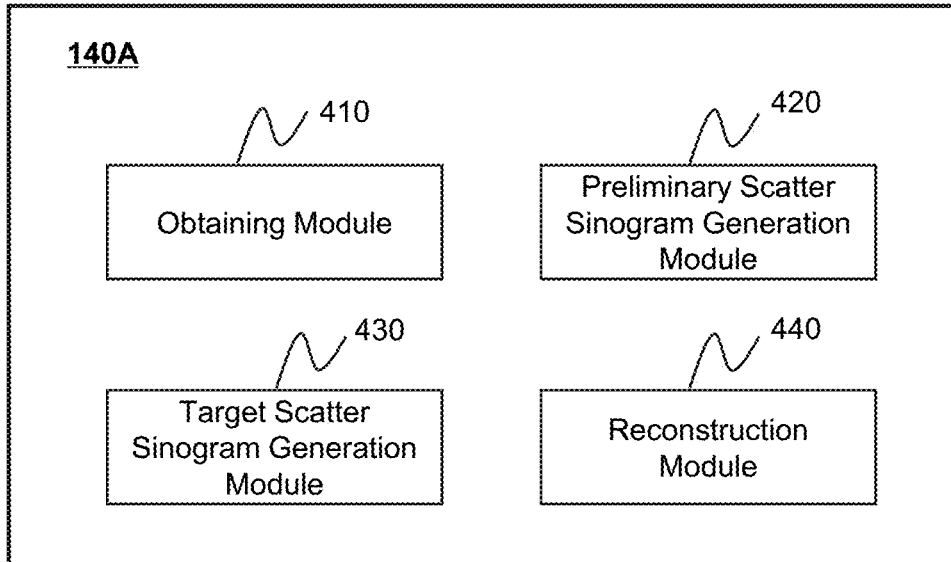 140A
410
Obtaining Module
420
Preliminary Scatter
Sinogram Generation
Module
430
Target Scatter
Sinogram Generation
Module
440
Reconstruction
Module